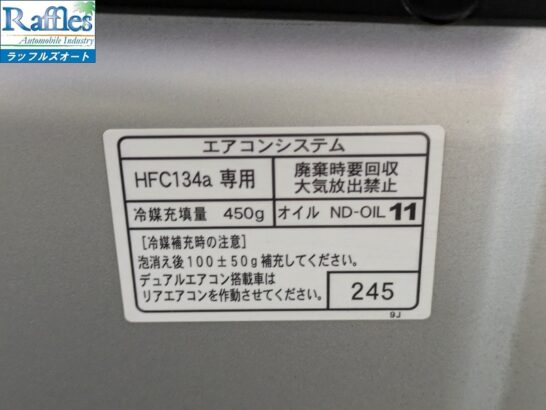 Raffles
Automobile Industry
ラッフルズオート
エアコンシステム
HFC134a 専用
廃棄時要回収
大気放出禁止
冷媒充填量 450g
オイル ND-OIL 11
[冷媒補充時の注意]
泡消え後100±50g補充してください。
デュアルエアコン搭載車は
リアエアコンを作動させてください。
245
9J